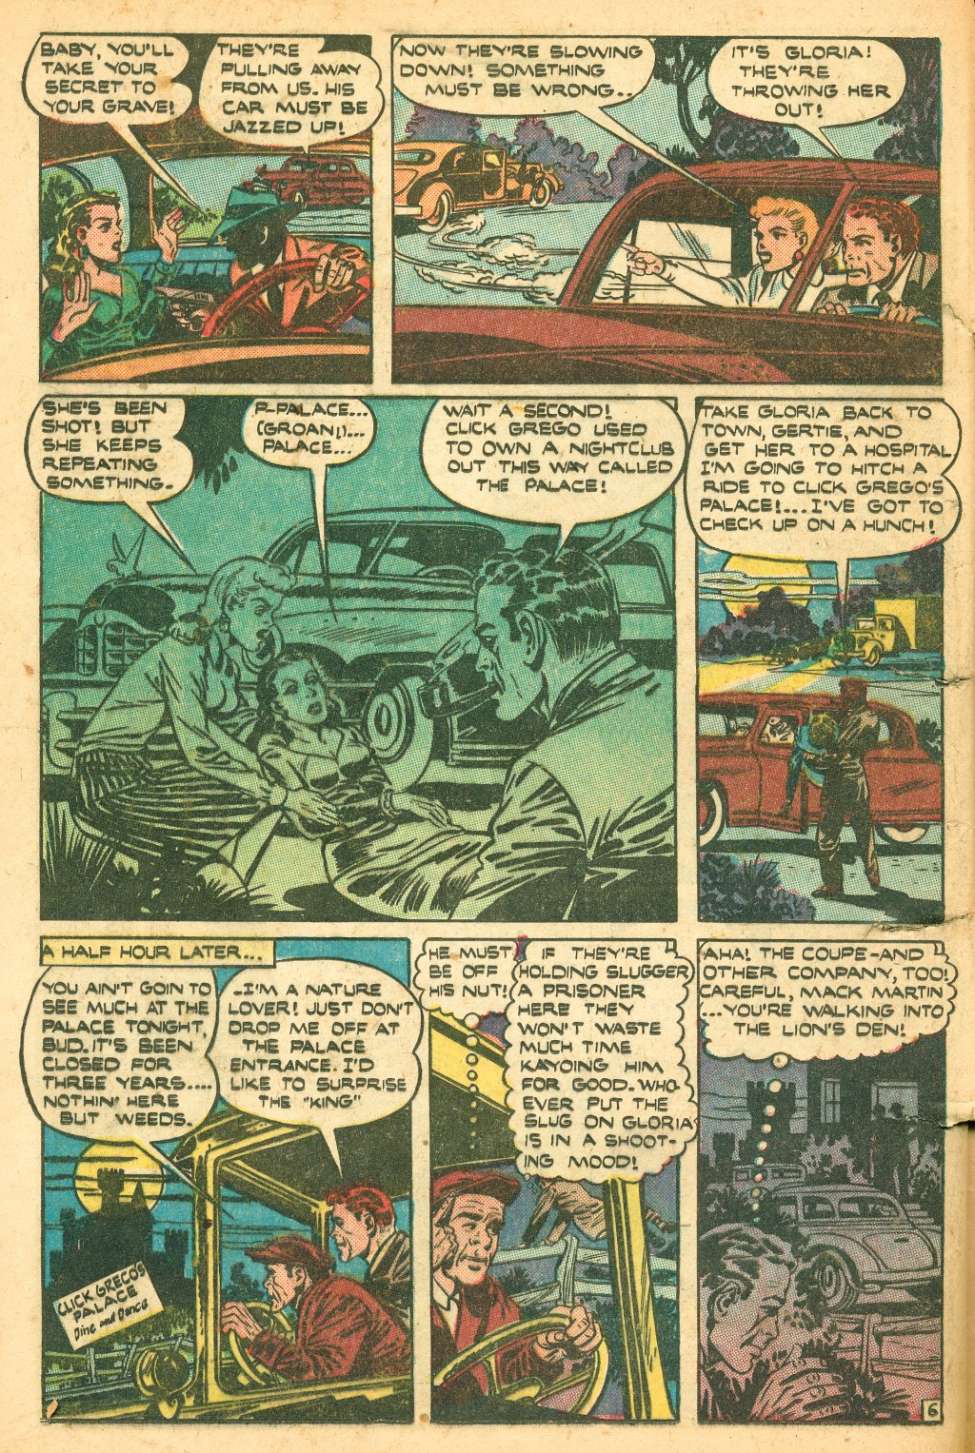 BABY, YOU'LL
TAKE YOUR
SECRET TO
YOUR GRAVE!
THEY'RE
PULLING AWAY
FROM US. HIS
CAR MUST BE
JAZZED UP!
NOW THEY'RE SLOWING
DOWN! SOMETHING
MUST BE WRONG..
IT'S GLORIA!
THEY'RE
THROWING HER
OUT!
SHE'S BEEN
SHOT! BUT
SHE KEEPS
REPEATING
SOMETHING.
P-PALACE...
(GROAN!)...
PALACE...
WAIT A SECOND!
CLICK GREGO USED
TO OWN A NIGHTCLUB
OUT THIS WAY CALLED
THE PALACE!
TAKE GLORIA BACK TO
TOWN, GERTIE, AND
GET HER TO A HOSPITAL,
I'M GOING TO HITCH A
RIDE TO CLICK GREGO'S
PALACE!...I'VE GOT TO
CHECK UP ON A HUNCH!
A HALF HOUR LATER...
YOU AIN'T GOIN TO
SEE MUCH AT THE
PALACE TONIGHT,
BUD. IT'S BEEN
CLOSED FOR
THREE YEARS....
NOTHIN' HERE
BUT WEEDS.
..I'M A NATURE
LOVER! JUST DON'T
DROP ME OFF AT
THE PALACE
ENTRANCE. I'D
LIKE TO SURPRISE
THE "KING"
CLICK GREGO'S
PALACE
Dine and Dance
HE MUST
BE OFF
HIS NUT!
IF THEY'RE
HOLDING SLUGGER
A PRISONER
HERE THEY
WON'T WASTE
MUCH TIME
KAYOING HIM
FOR GOOD. WHO-
EVER PUT THE
SLUG ON GLORIA
IS IN A SHOOT-
ING MOOD!
AHA! THE COUPE-AND
OTHER COMPANY, TOO!
CAREFUL, MACK MARTIN
...YOU'RE WALKING INTO
THE LION'S DEN!
6